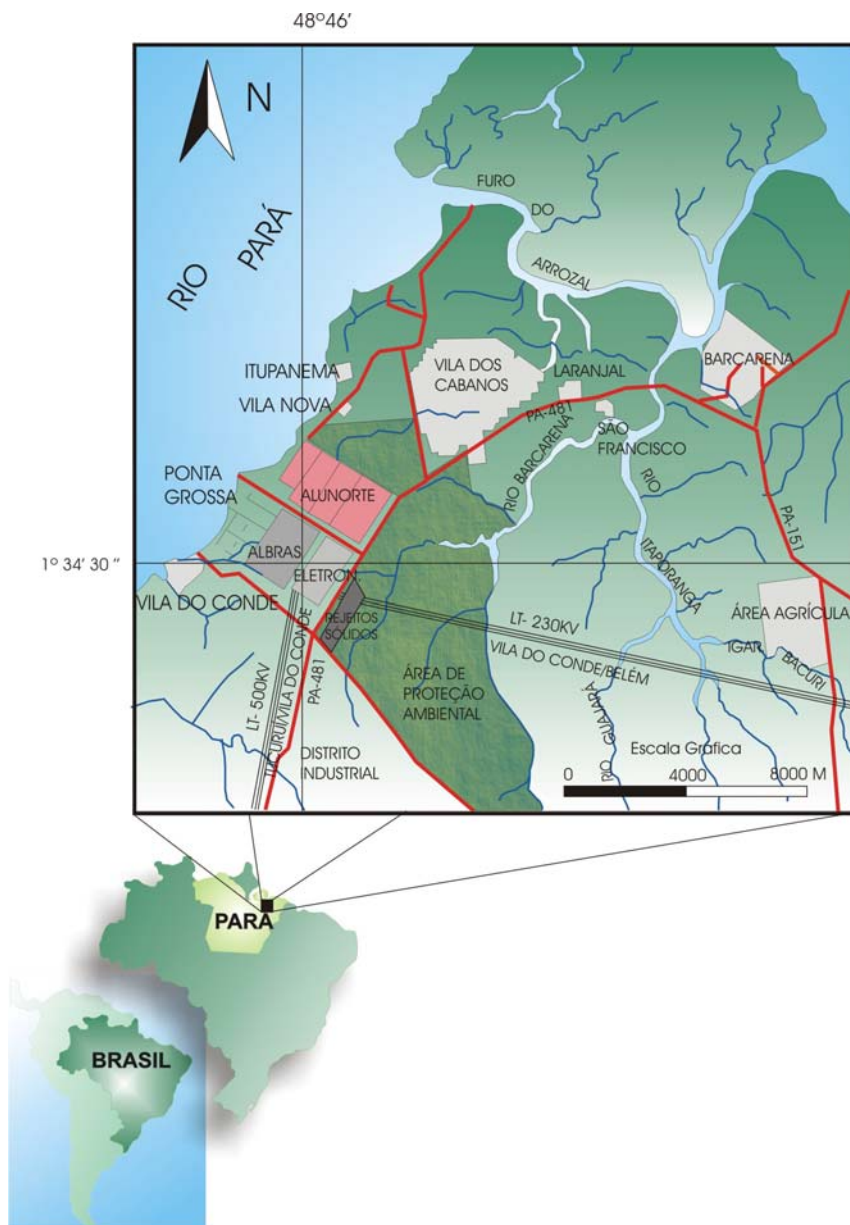 48°46’
N
RIO PARÁ
FURO
DO
ARROZAL
BARCARENA
ITUPANEMA
VILA DOS
CABANOS
LARANJAL
VILA NOVA
PA-481
SÃO
FRANCISCO
RIO BARCARENA
PONTA
GROSSA
ALUNORTE
RIO
ITAPORANGA
PA-151
ALBRAS
ELETRON.
1° 34’ 30 ”
VILA DO CONDE
REJEITOS
SÓLIDOS
LT- 230KV
VILA DO CONDE/BELÉM
ÁREA AGRÍCULA
IGAR. BACURI
LT- 500KV
TUCURUÍ/VILA DO CONDE
PA-481
ÁREA DE
PROTEÇÃO
AMBIENTAL
RIO GUAJARÁ
DISTRITO
INDUSTRIAL
Escala Gráfica
0 4000 8000 M
PARÁ
BRASIL